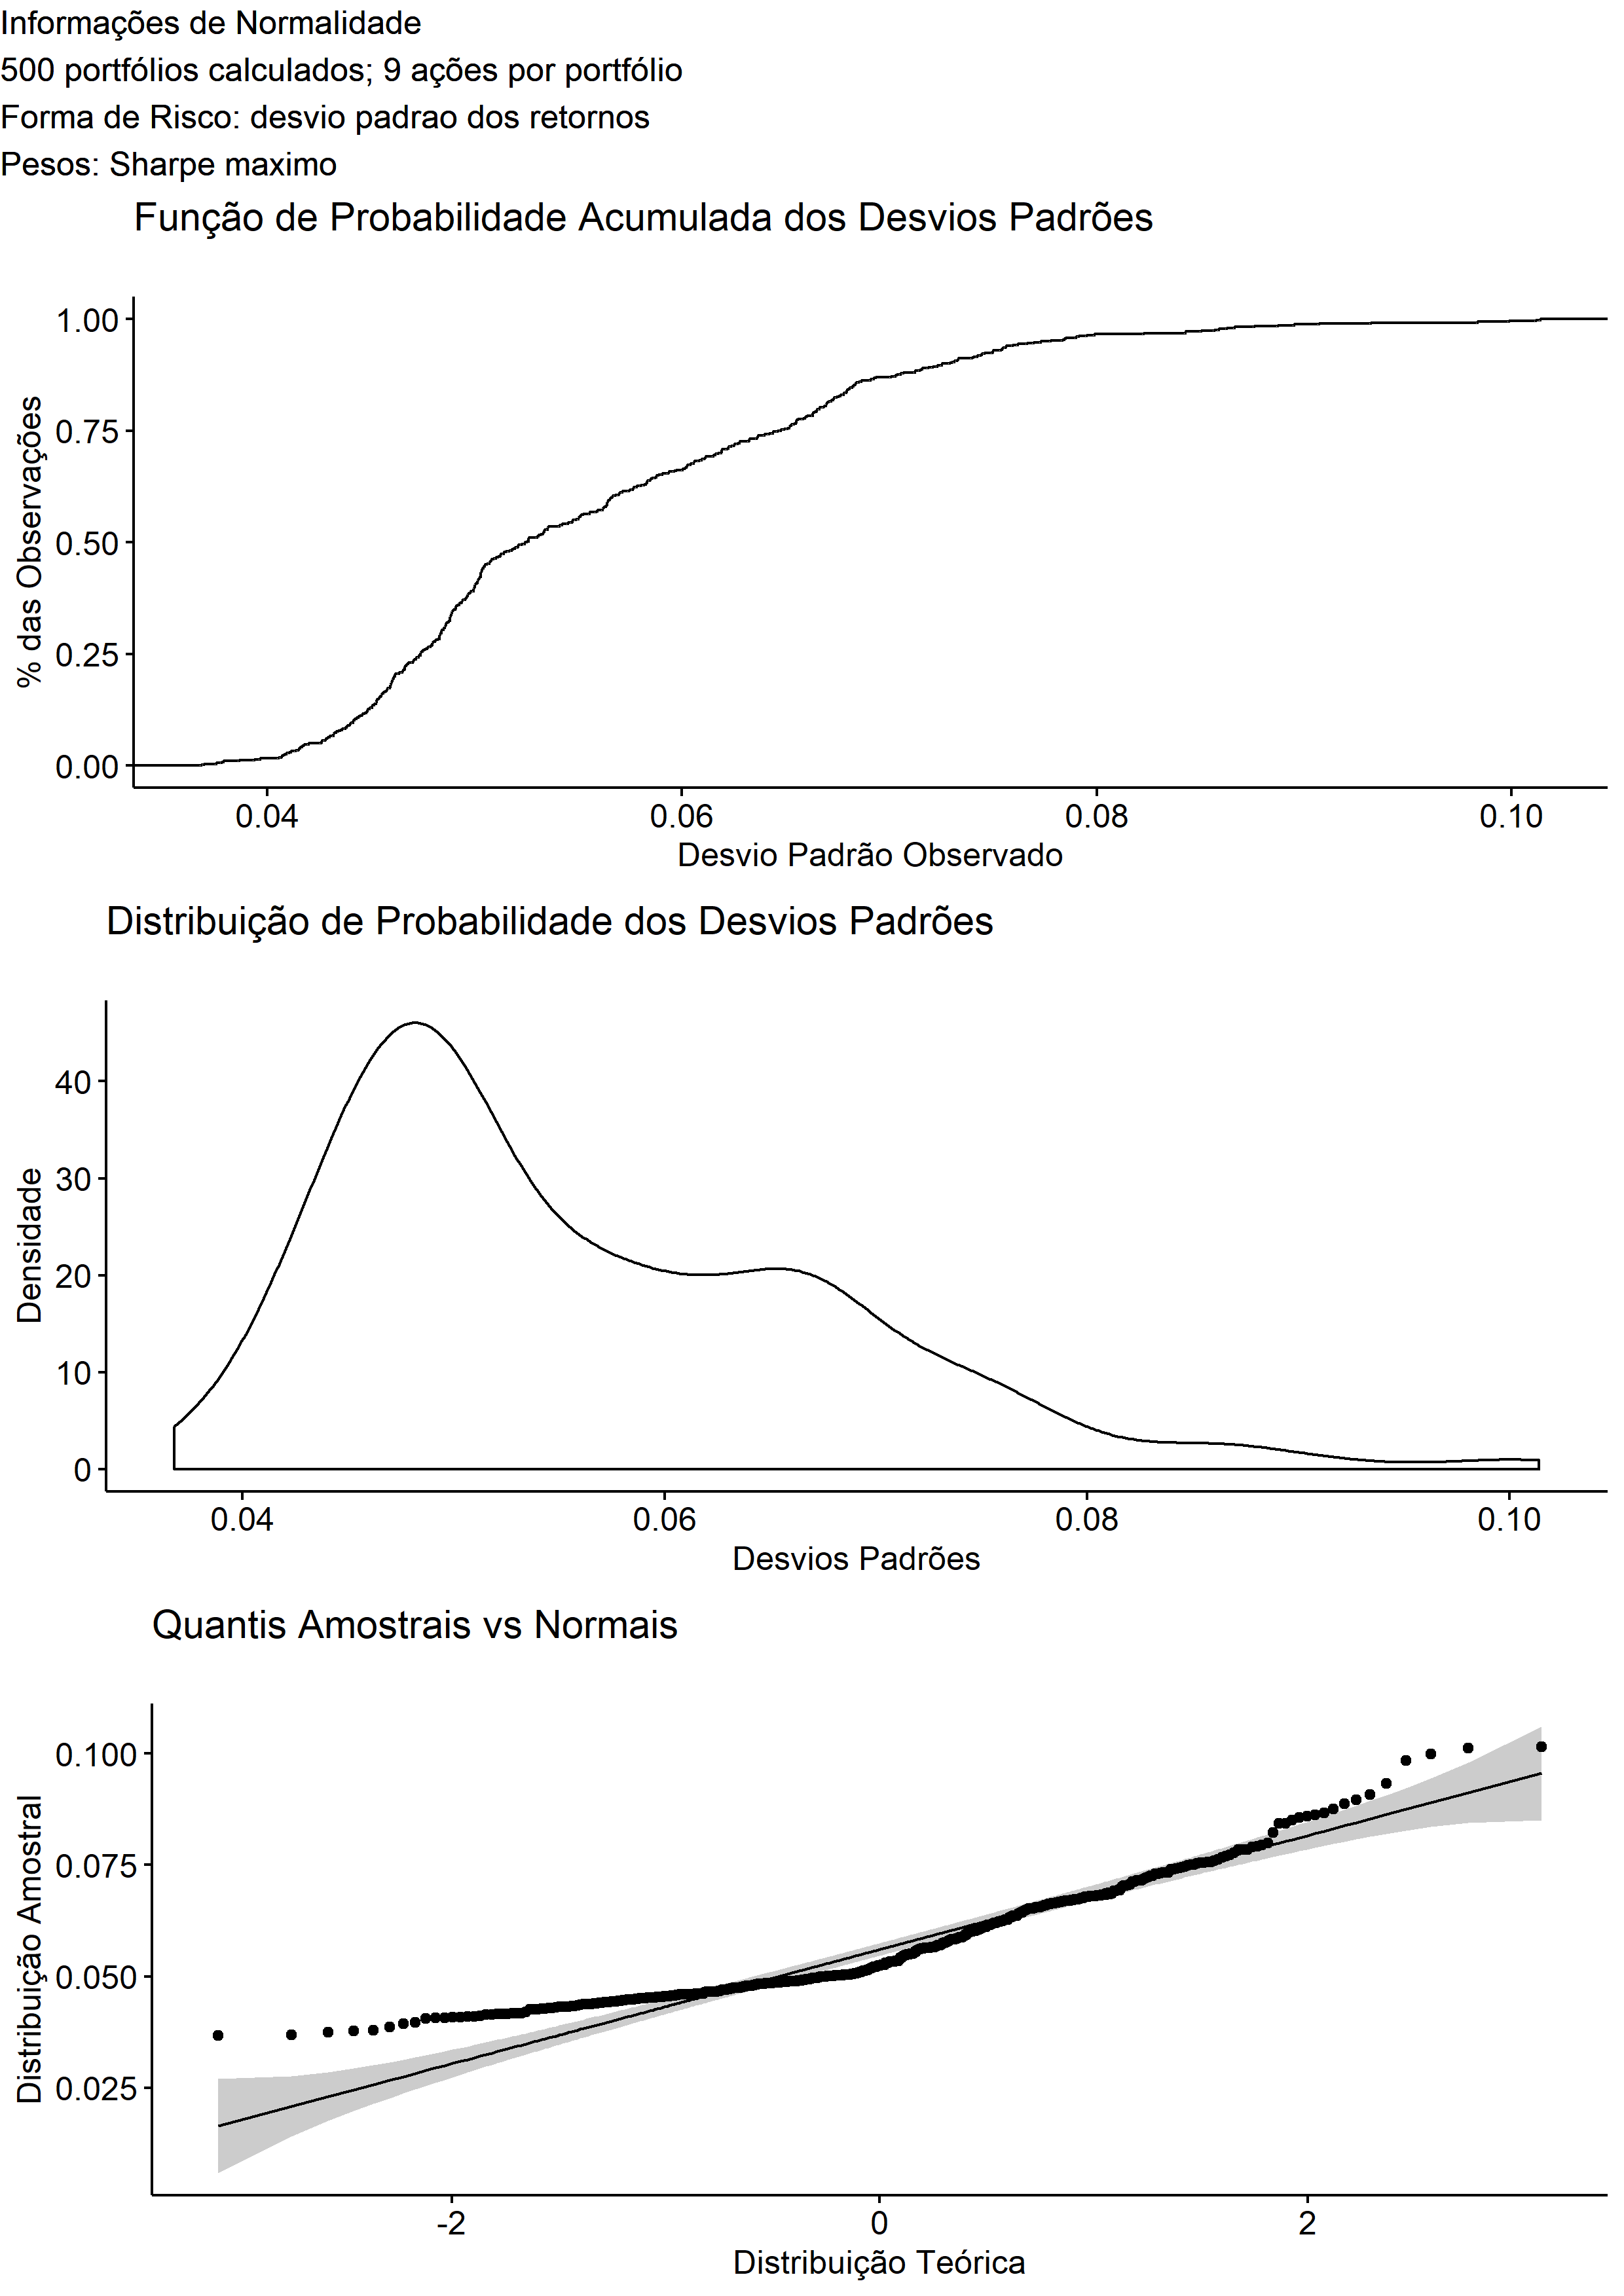 Informações de Normalidade
500 portfólios calculados; 9 ações por portfólio
Forma de Risco: desvio padrao dos retornos
Pesos: Sharpe maximo
Função de Probabilidade Acumulada dos Desvios Padrões
% das Observações
1.00
0.75
0.50
0.25
0.00
0.04 0.06 0.08 0.10
Desvio Padrão Observado
Distribuição de Probabilidade dos Desvios Padrões
Densidade
40
30
20
10
0
0.04 0.06 0.08 0.10
Desvios Padrões
Quantis Amostrais vs Normais
Distribuição Amostral
0.100
0.075
0.050
0.025
-2 0 2
Distribuição Teórica